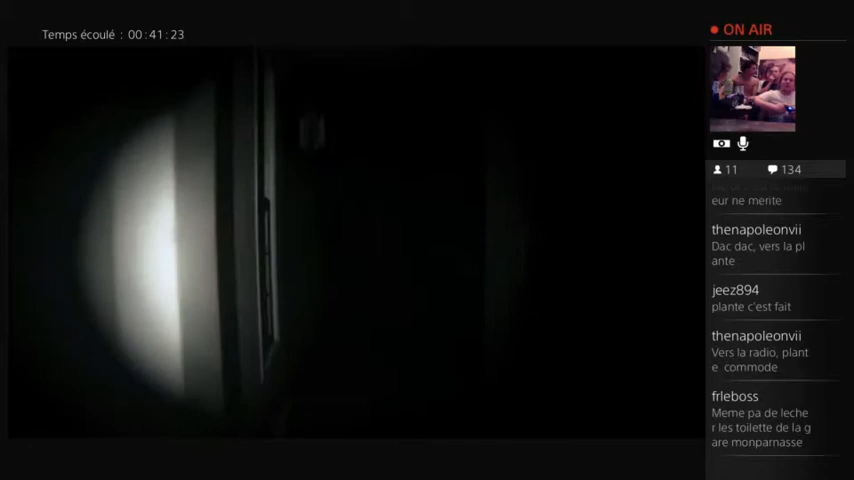 Temps écoulé : 00:41:23
ON AIR
11
134
eur ne merite
thenapoleonvii
Dac dac, vers la pl
ante
jeez894
plante c'est fait
thenapoleonvii
Vers la radio, plant
e  commode
frleboss
Meme pa de leche
r les toilette de la g
are monparnasse